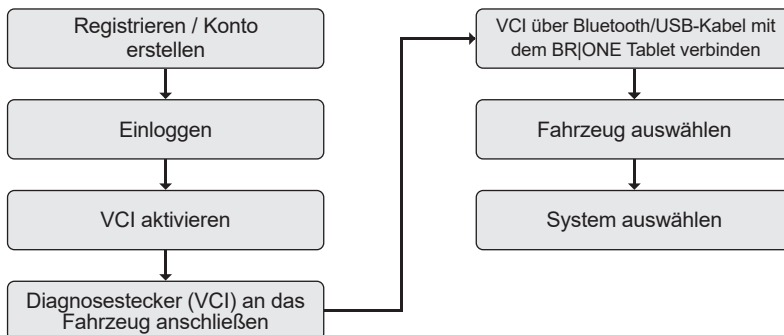 Registrieren / Konto
erstellen
Einloggen
VCI aktivieren
Diagnosestecker (VCI) an das
Fahrzeug anschließen
VCI über Bluetooth/USB-Kabel mit
dem BR|ONE Tablet verbinden
Fahrzeug auswählen
System auswählen